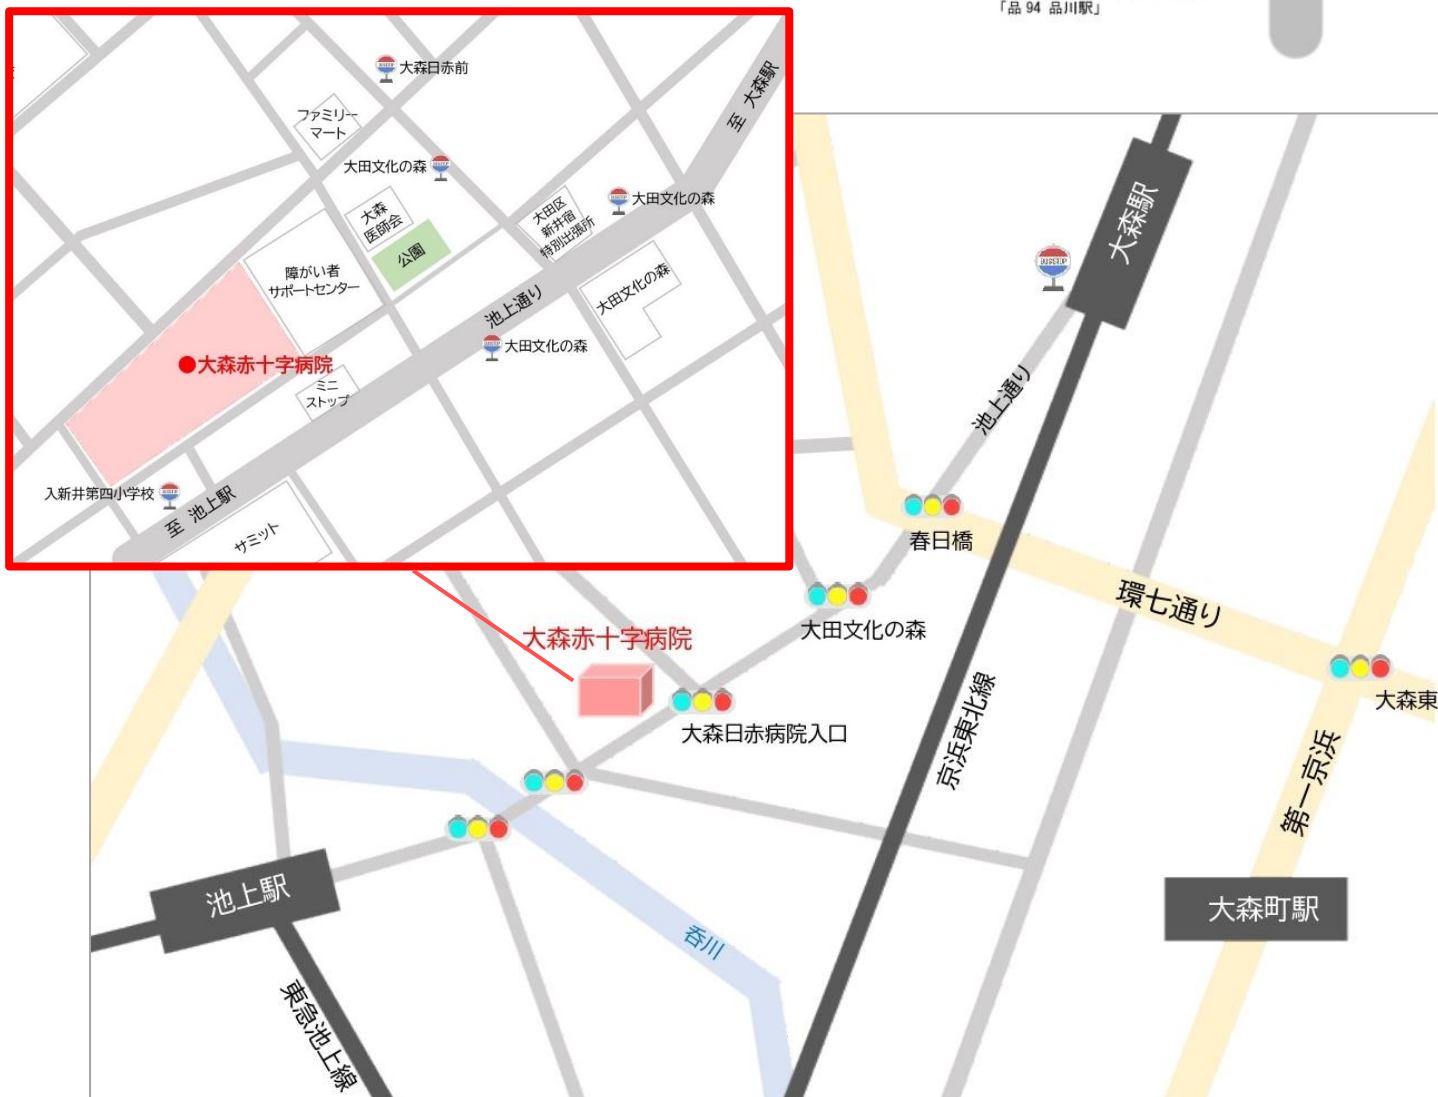 「品 94 品川駅」
大森日赤前
ファミリー
マート
至 大森駅
大田文化の森
大森
医師会
大田区
新井宿
特別出張所
大田文化の森
公園
障がい者
サポートセンター
大田文化の森
池上通り
大田文化の森
大森赤十字病院
ミニ
ストップ
入新井第四小学校
至 池上駅
サミット
大森駅
池上通り
春日橋
環七通り
大田文化の森
大森赤十字病院
大森東
大森日赤病院入口
京浜東北線
第一京浜
池上駅
大森町駅
呑川
東急池上線